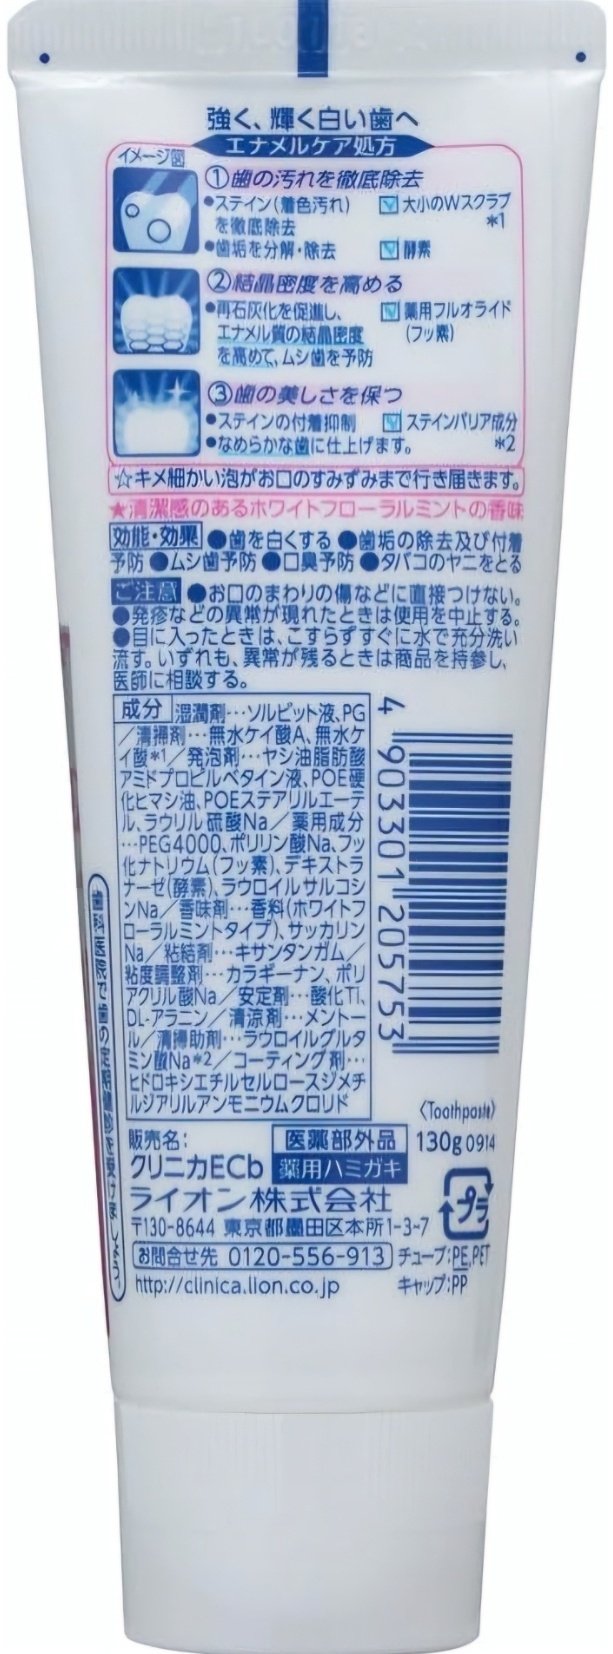 強く、輝く白い歯へ
エナメルケア処方
イメージ図
①歯の汚れを徹底除去
●ステイン(着色汚れ)
を徹底除去
大小のWスクラブ
*1
●歯垢を分解・除去
酵素
②結晶密度を高める
●再石灰化を促進し、
エナメル質の結晶密度
を高めて、ムシ歯を予防
薬用フルオライド
(フッ素)
③歯の美しさを保つ
●ステインの付着抑制
ステインバリア成分
*2
●なめらかな歯に仕上げます。
☆キメ細かい泡がお口のすみずみまで行き届きます。
★清潔感のあるホワイトフローラルミントの香味
効能・効果 ●歯を白くする ●歯垢の除去及び付着
予防 ●ムシ歯予防 ●口臭予防 ●タバコのヤニをとる
ご注意 ●お口のまわりの傷などに直接つけない。
●発疹などの異常が現れたときは使用を中止する。
●目に入ったときは、こすらずすぐに水で充分洗い
流す。いずれも、異常が残るときは商品を持参し、
医師に相談する。
成分 湿潤剤…ソルビット液、PG
／清掃剤…無水ケイ酸A、無水ケ
イ酸*1／発泡剤…ヤシ油脂肪酸
アミドプロピルベタイン液、POE硬
化ヒマシ油、POEステアリルエーテ
ル、ラウリル硫酸Na／薬用成分
…PEG4000、ポリリン酸Na、フッ
化ナトリウム(フッ素)、デキストラ
ナーゼ(酵素)、ラウロイルサルコシ
ンNa／香味剤…香料(ホワイトフ
ローラルミントタイプ)、サッカリン
Na／粘結剤…キサンタンガム／
粘度調整剤…カラギーナン、ポリ
アクリル酸Na／安定剤…酸化Ti、
DL-アラニン／清涼剤…メントー
ル／清掃助剤…ラウロイルグルタ
ミン酸Na*2／コーティング剤…
ヒドロキシエチルセルロースジメチ
ルジアリルアンモニウムクロリド
4 903301 205753
歯科医院で歯の定期健診を受けましょう。
〈Toothpaste〉
130g 0914
販売名：
クリニカECb
医薬部外品
薬用ハミガキ
ライオン株式会社
〒130-8644 東京都墨田区本所1-3-7
お問合せ先 0120-556-913
http://clinica.lion.co.jp
プラ
チューブ：PE,PET
キャップ：PP